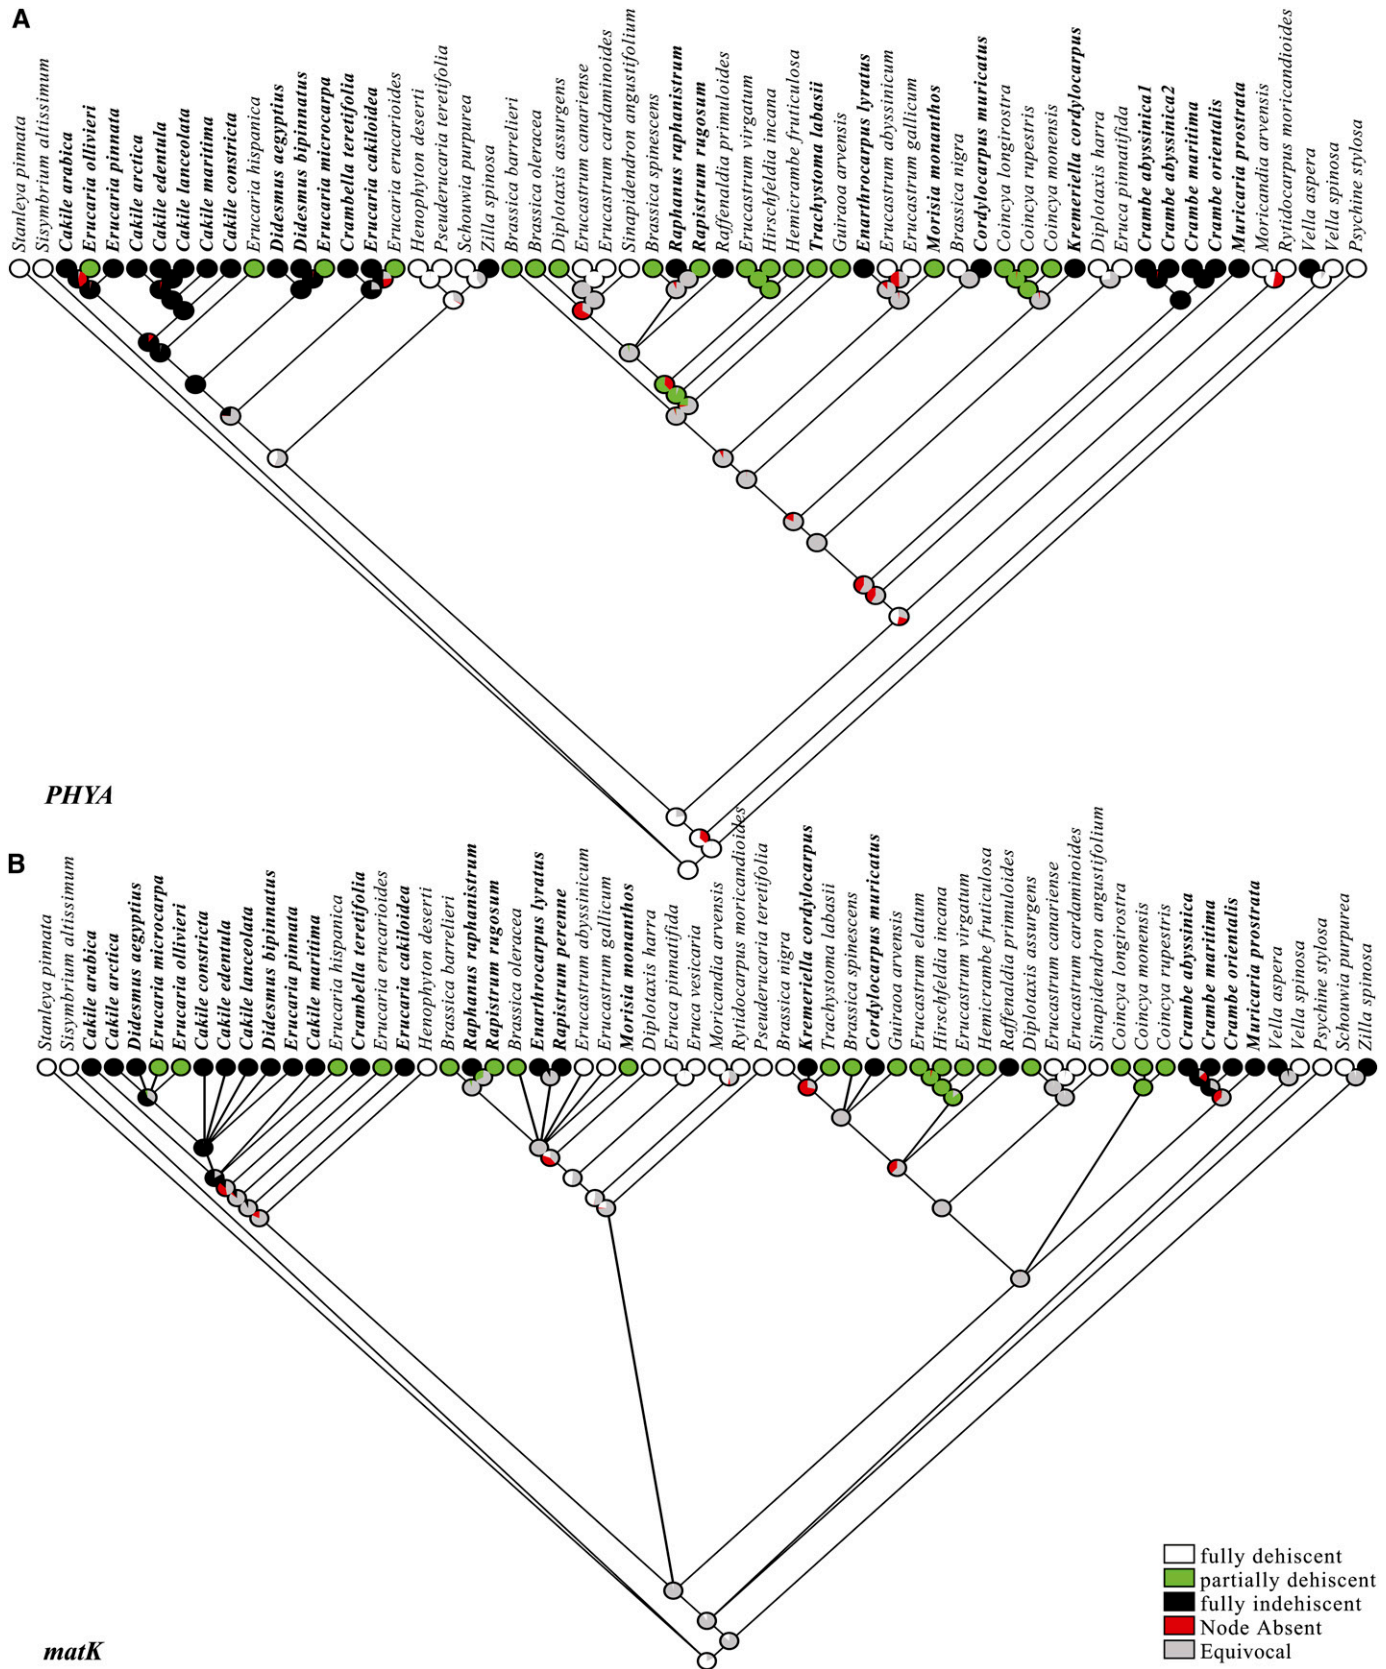 A
Stanleya pinnata
Sisymbrium altissimum
Cakile arabica
Erucaria ollivieri
Erucaria pinnata
Cakile arctica
Cakile edentula
Cakile lanceolata
Cakile maritima
Cakile constricta
Erucaria hispanica
Didesmus aegyptius
Didesmus bipinnatus
Erucaria microcarpa
Crambella teretifolia
Erucaria cakiloidea
Erucaria erucarioides
Henophyton deserti
Pseuderucaria teretifolia
Schouwia purpurea
Zilla spinosa
Brassica barrelieri
Brassica oleracea
Diplotaxis assurgens
Erucastrum canariense
Erucastrum cardaminoides
Sinapidendron angustifolium
Brassica spinescens
Raphanus raphanistrum
Rapistrum rugosum
Raffenaldia primuloides
Erucastrum virgatum
Hirschfeldia incana
Hemicrambe fruticulosa
Trachystoma labasii
Guiraoa arvensis
Enarthrocarpus lyratus
Erucastrum abyssinicum
Erucastrum gallicum
Morisia monanthos
Brassica nigra
Cordylocarpus muricatus
Coincya longirostra
Coincya rupestris
Coincya monensis
Kremeriella cordylocarpus
Diplotaxis harra
Eruca pinnatifida
Crambe abyssinica1
Crambe abyssinica2
Crambe maritima
Crambe orientalis
Muricaria prostrata
Moricandia arvensis
Rytidocarpus moricandioides
Vella aspera
Vella spinosa
Psychine stylosa
PHYA
B
Stanleya pinnata
Sisymbrium altissimum
Cakile arabica
Cakile arctica
Didesmus aegyptius
Erucaria microcarpa
Erucaria ollivieri
Cakile constricta
Cakile edentula
Cakile lanceolata
Didesmus bipinnatus
Erucaria pinnata
Cakile maritima
Erucaria hispanica
Crambella teretifolia
Erucaria erucarioides
Erucaria cakiloidea
Henophyton deserti
Brassica barrelieri
Raphanus raphanistrum
Rapistrum rugosum
Brassica oleracea
Enarthrocarpus lyratus
Rapistrum perenne
Erucastrum abyssinicum
Erucastrum gallicum
Morisia monanthos
Diplotaxis harra
Eruca pinnatifida
Eruca vesicaria
Moricandia arvensis
Rytidocarpus moricandioides
Pseuderucaria teretifolia
Brassica nigra
Kremeriella cordylocarpus
Trachystoma labasii
Brassica spinescens
Cordylocarpus muricatus
Guiraoa arvensis
Erucastrum elatum
Hirschfeldia incana
Erucastrum virgatum
Hemicrambe fruticulosa
Raffenaldia primuloides
Diplotaxis assurgens
Erucastrum canariense
Erucastrum cardaminoides
Sinapidendron angustifolium
Coincya longirostra
Coincya monensis
Coincya rupestris
Crambe abyssinica
Crambe maritima
Crambe orientalis
Muricaria prostrata
Vella aspera
Vella spinosa
Psychine stylosa
Schouwia purpurea
Zilla spinosa
fully dehiscent
partially dehiscent
fully indehiscent
Node Absent
Equivocal
matK